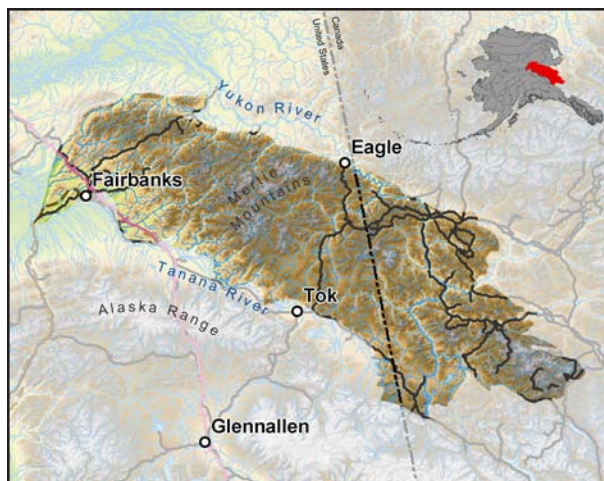 Canada
United States
Yukon River
Eagle
Fairbanks
Mertie
Mountains
Tanana River
Tok
Alaska Range
Glennallen